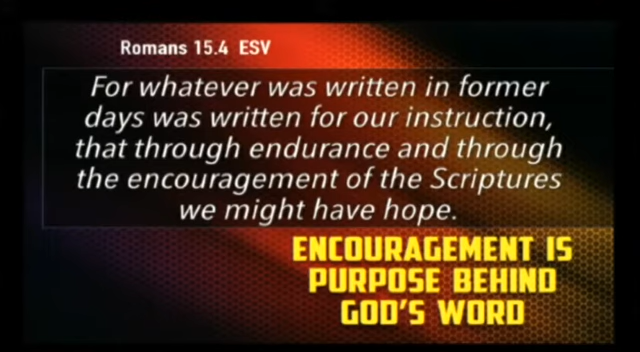 Romans 15.4 ESV
For whatever was written in former
days was written for our instruction,
that through endurance and through
the encouragement of the Scriptures
we might have hope.
ENCOURAGEMENT IS
PURPOSE BEHIND
GOD'S WORD